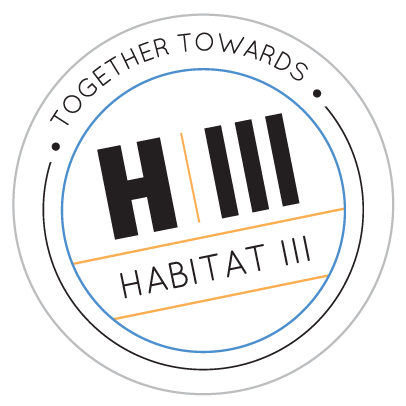 • TOGETHER TOWARDS •
H|III
HABITAT III